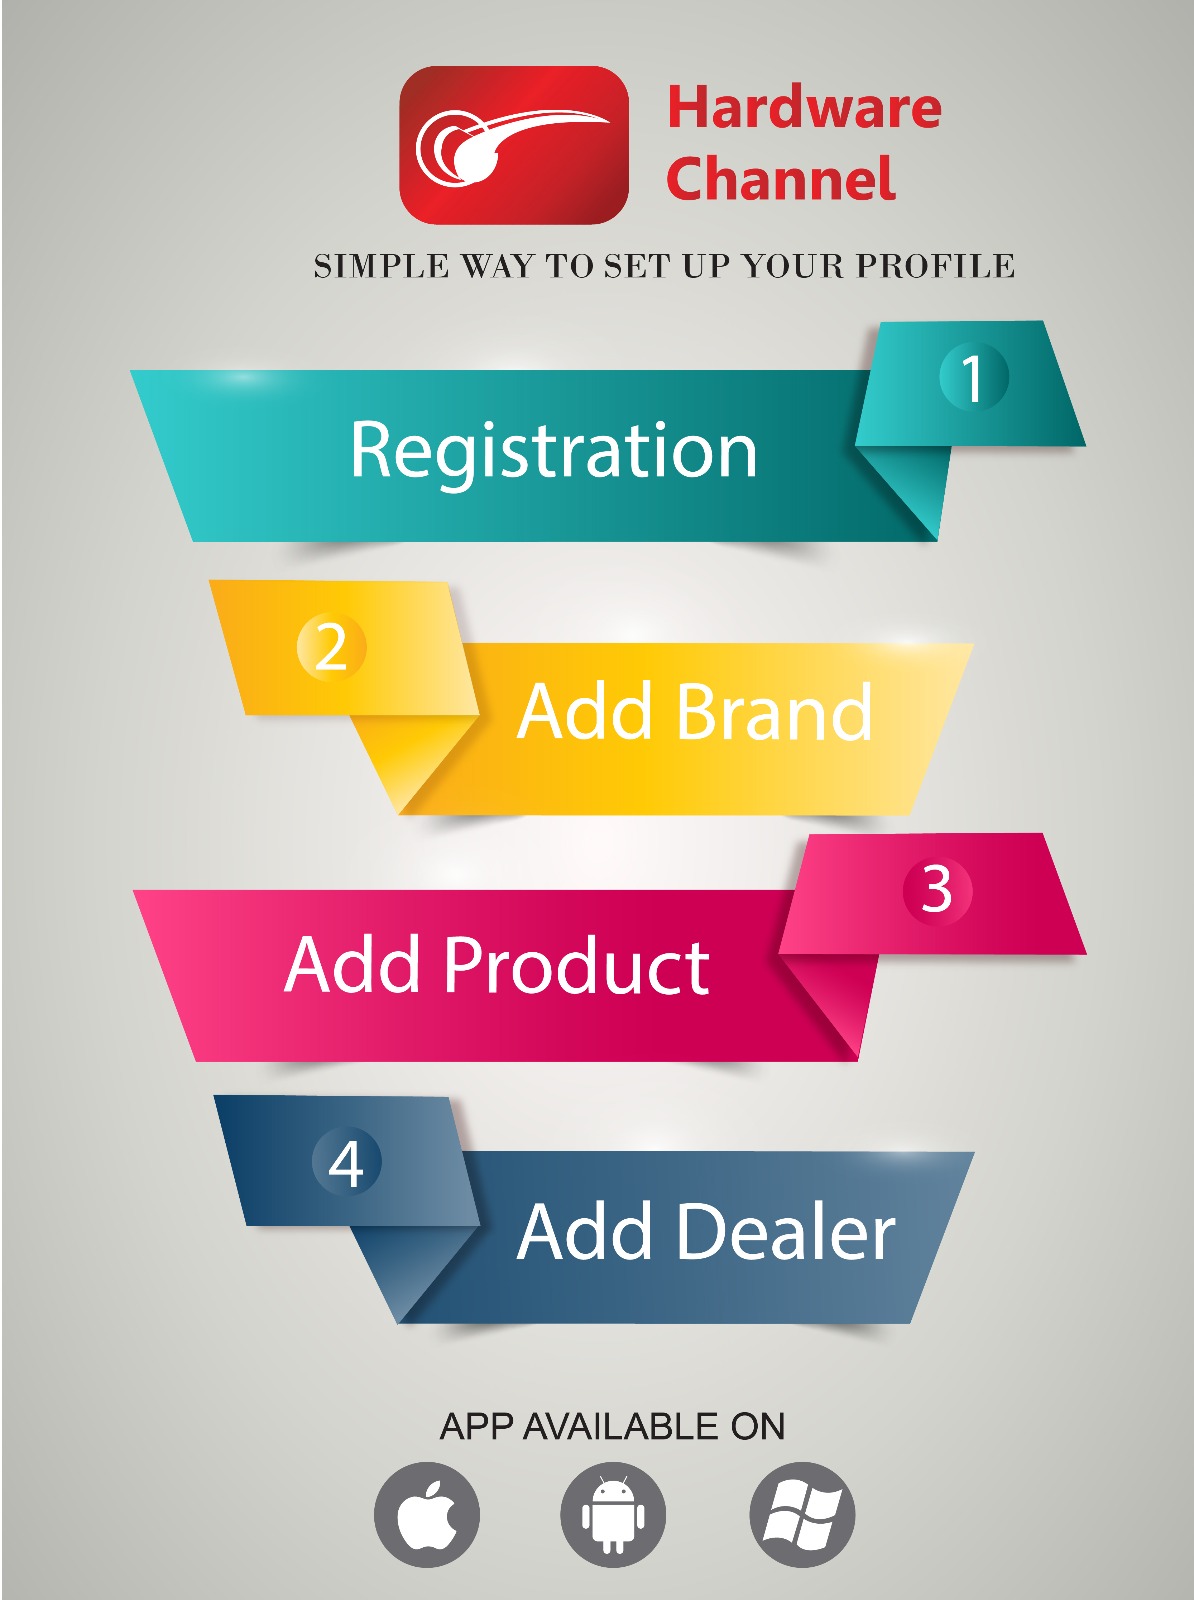 Hardware
Channel
SIMPLE WAY TO SET UP YOUR PROFILE
1
Registration
2
Add Brand
3
Add Product
4
Add Dealer
APP AVAILABLE ON